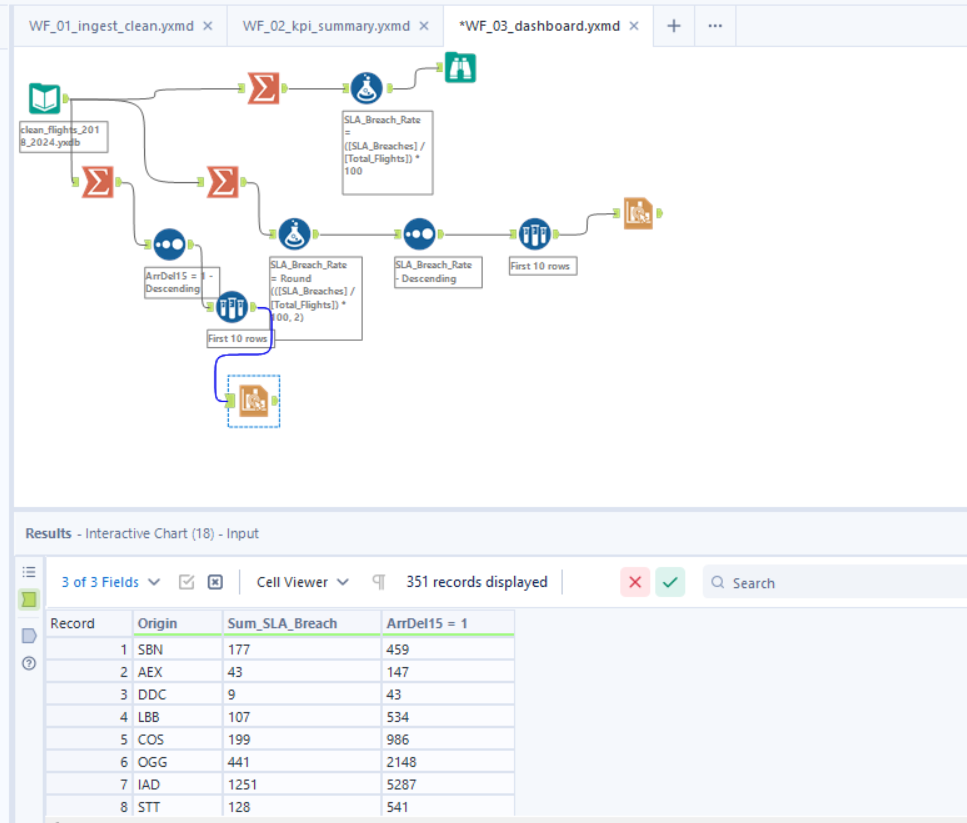 WF_01_ingest_clean.yxmd
WF_02_kpi_summary.yxmd
*WF_03_dashboard.yxmd
clean_flights_201
8_2024.yxdb
SLA_Breach_Rate
=
([SLA_Breaches] /
[Total_Flights]) *
100
ArrDel15 = 1 -
Descending
First 10 rows
SLA_Breach_Rate
= Round
(([SLA_Breaches] /
[Total_Flights]) *
100, 2)
SLA_Breach_Rate
- Descending
First 10 rows
Results - Interactive Chart (18) - Input
3 of 3 Fields
Cell Viewer
351 records displayed
Search
Record Origin Sum_SLA_Breach ArrDel15 = 1
1 SBN 177 459
2 AEX 43 147
3 DDC 9 43
4 LBB 107 534
5 COS 199 986
6 OGG 441 2148
7 IAD 1251 5287
8 STT 128 541